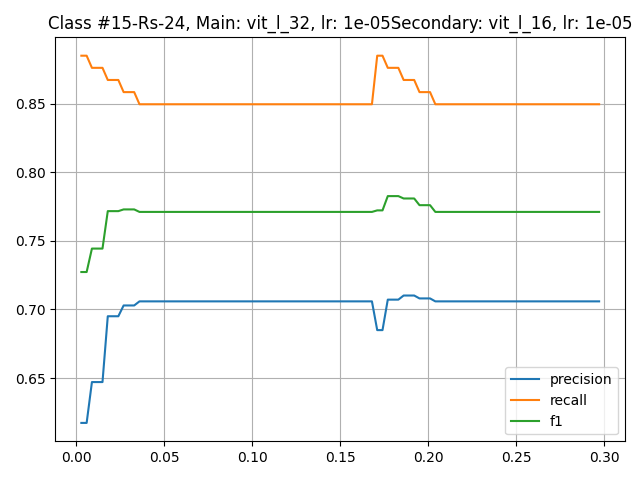 Class #15-Rs-24, Main: vit_l_32, lr: 1e-05Secondary: vit_l_16, lr: 1e-05
0.85
0.80
0.75
0.70
0.65
precision
recall
f1
0.00 0.05 0.10 0.15 0.20 0.25 0.30